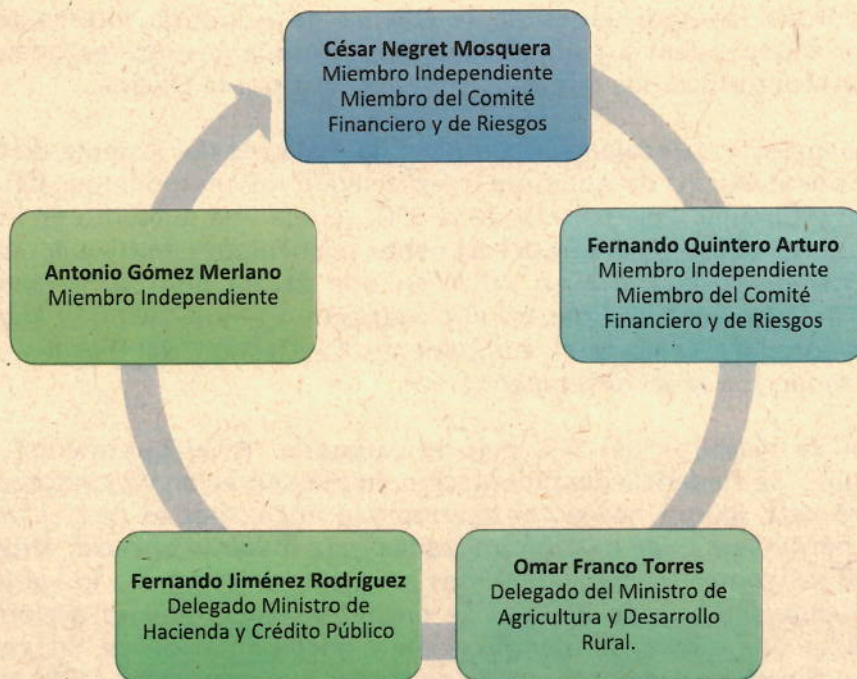 César Negret Mosquera
Miembro Independiente
Miembro del Comité
Financiero y de Riesgos
Fernando Quintero Arturo
Miembro Independiente
Miembro del Comité
Financiero y de Riesgos
Omar Franco Torres
Delegado del Ministro de
Agricultura y Desarrollo
Rural.
Fernando Jiménez Rodríguez
Delegado Ministro de
Hacienda y Crédito Público
Antonio Gómez Merlano
Miembro Independiente